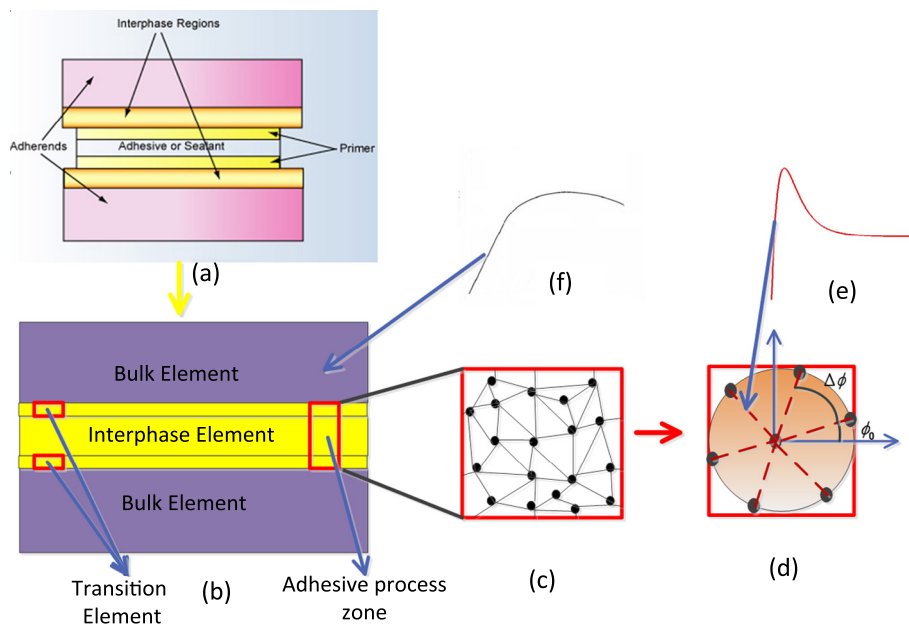 Interphase Regions
Adherends
Adhesive or Sealant
Primer
(a)
(f)
(e)
Bulk Element
Interphase Element
Bulk Element
Δϕ
ϕ₀
Transition
Element
(b)
Adhesive process
zone
(c)
(d)